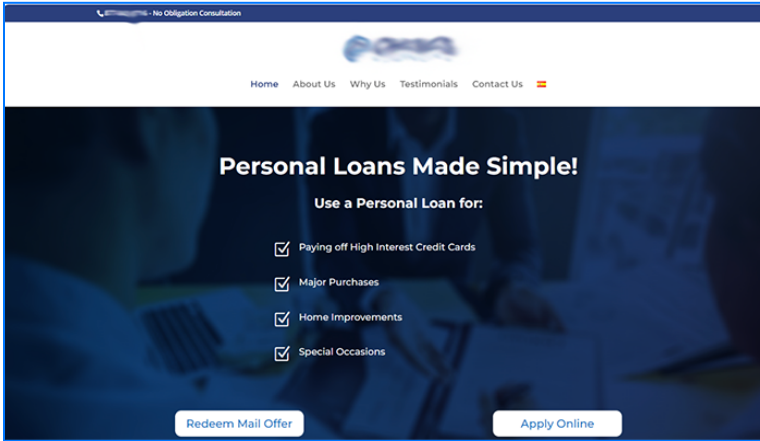 - No Obligation Consultation
Home About Us Why Us Testimonials Contact Us
Personal Loans Made Simple!
Use a Personal Loan for:
Paying off High Interest Credit Cards
Major Purchases
Home Improvements
Special Occasions
Redeem Mail Offer Apply Online